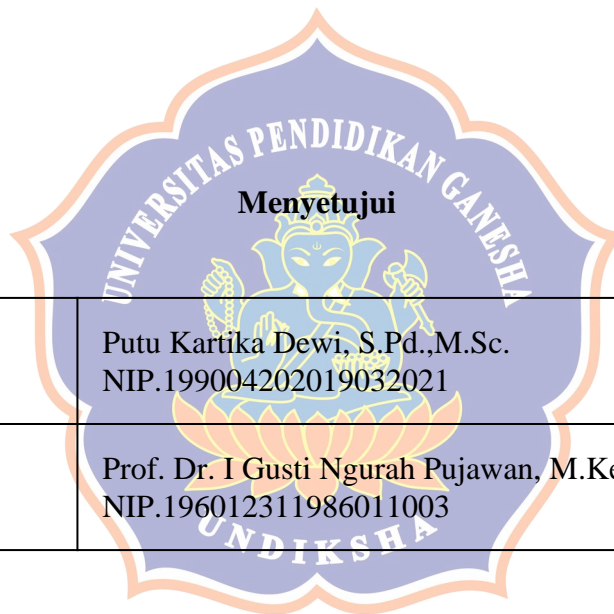 UNIVERSITAS PENDIDIKAN GANESHA
Menyetujui
Putu Kartika Dewi, S.Pd.,M.Sc.
NIP.199004202019032021
Prof. Dr. I Gusti Ngurah Pujawan, M.Ke
NIP.196012311986011003
UNDIKSHA